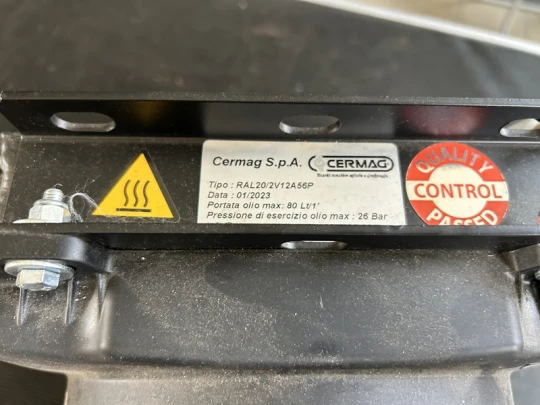 Cermag S.p.A. CERMAG
Tipo : RAL20/2V12A56P
Data : 01/2023
Portata olio max: 80 Lt/1'
Pressione di esercizio olio max : 26 Bar
QUALITY
CONTROL
PASSED